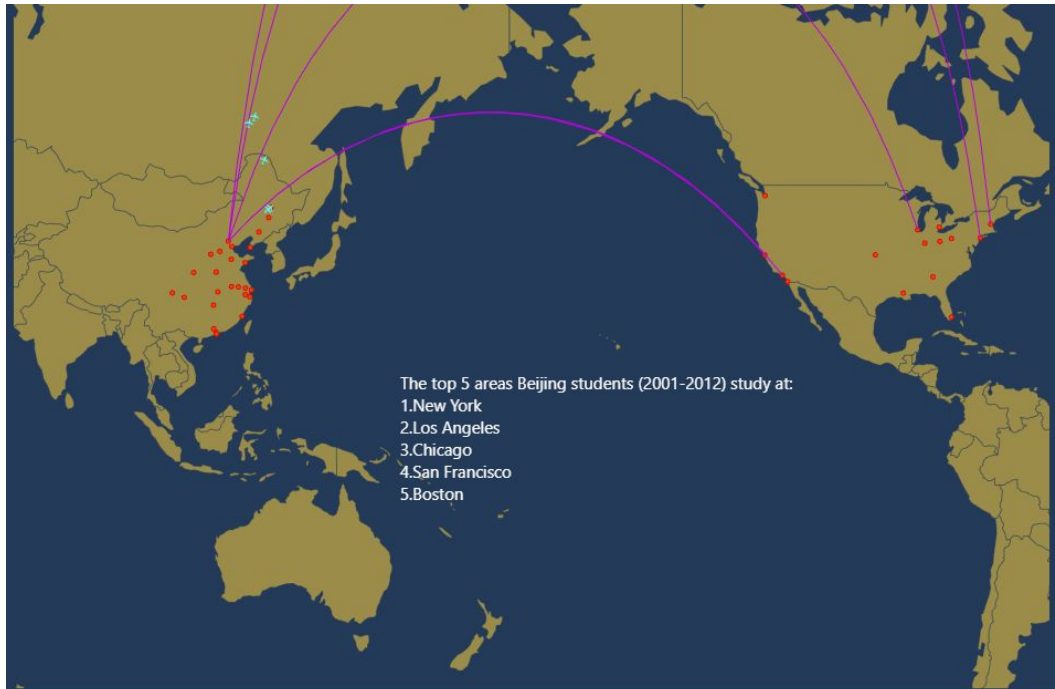 The top 5 areas Beijing students (2001-2012) study at:
1.New York
2.Los Angeles
3.Chicago
4.San Francisco
5.Boston